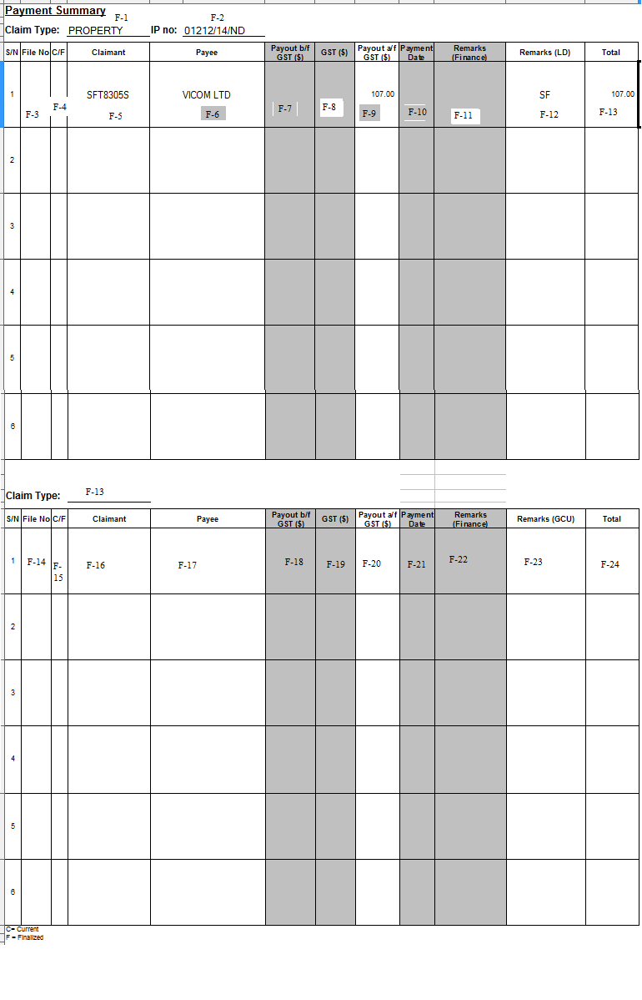 Payment Summary
F-1 F-2
Claim Type: PROPERTY IP no: 01212/14/ND
S/N File No C/F Claimant Payee Payout b/f GST ($) GST ($) Payout a/f GST ($) Payment Date Remarks (Finance) Remarks (LD) Total
1 SFT8305S VICOM LTD 107.00 SF 107.00
F-3 F-4 F-5 F-6 F-7 F-8 F-9 F-10 F-11 F-12 F-13
2
3
4
5
6
Claim Type: F-13
S/N File No C/F Claimant Payee Payout b/f GST ($) GST ($) Payout a/f GST ($) Payment Date Remarks (Finance) Remarks (GCU) Total
1 F-14 F-15 F-16 F-17 F-18 F-19 F-20 F-21 F-22 F-23 F-24
2
3
4
5
6
C= Current
F = Finalized